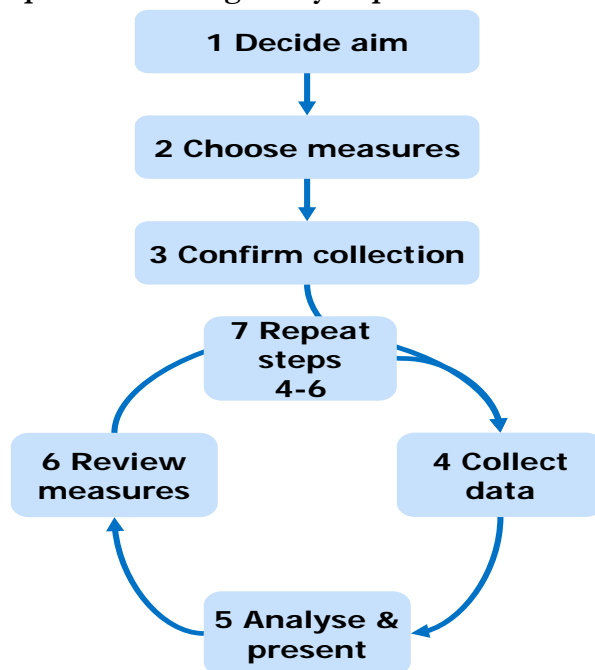 1 Decide aim
2 Choose measures
3 Confirm collection
7 Repeat
steps
4-6
6 Review
measures
4 Collect
data
5 Analyse &
present